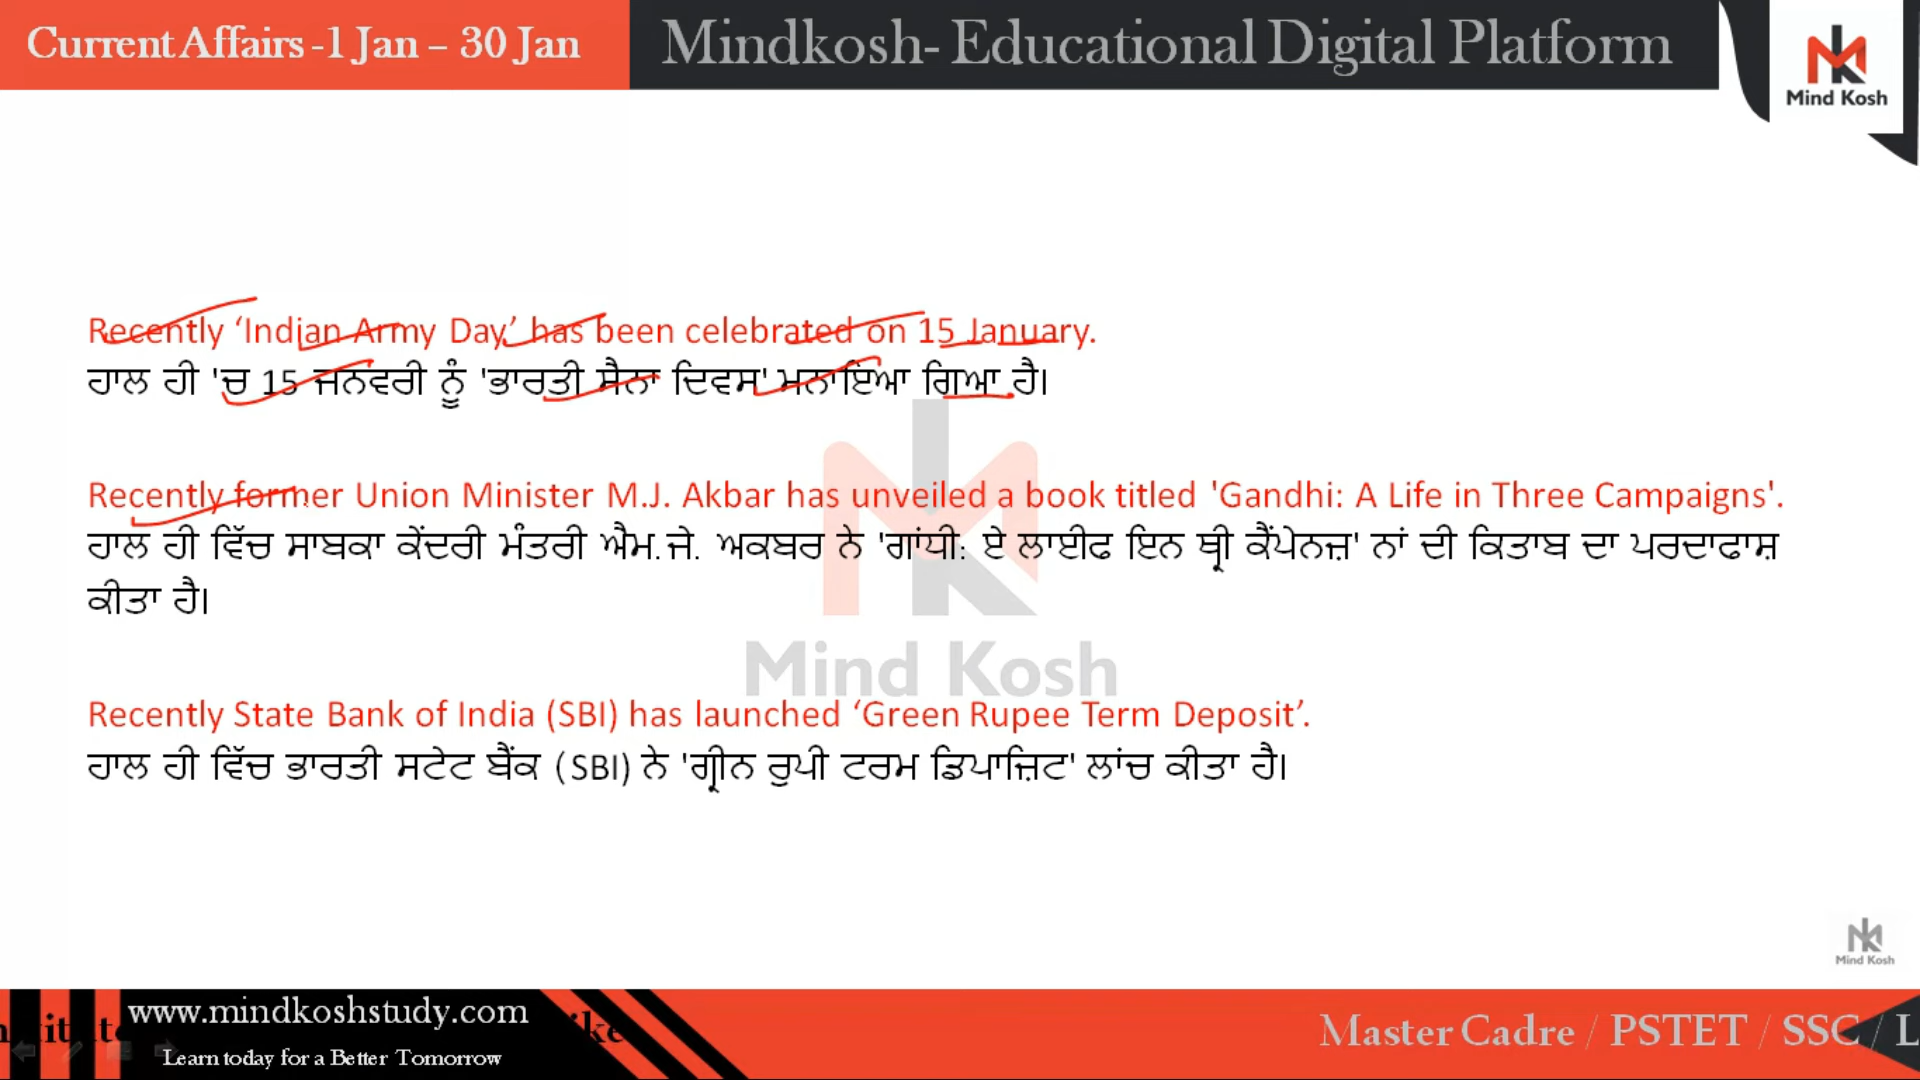 Current Affairs -1 Jan – 30 Jan
Mindkosh- Educational Digital Platform
Mind Kosh
Recently ‘Indian Army Day’ has been celebrated on 15 January.
ਹਾਲ ਹੀ 'ਚ 15 ਜਨਵਰੀ ਨੂੰ 'ਭਾਰਤੀ ਸੈਨਾ ਦਿਵਸ' ਮਨਾਇਆ ਗਿਆ ਹੈ।
Recently former Union Minister M.J. Akbar has unveiled a book titled 'Gandhi: A Life in Three Campaigns'.
ਹਾਲ ਹੀ ਵਿੱਚ ਸਾਬਕਾ ਕੇਂਦਰੀ ਮੰਤਰੀ ਐਮ.ਜੇ. ਅਕਬਰ ਨੇ 'ਗਾਂਧੀ: ਏ ਲਾਈਫ ਇਨ ਥ੍ਰੀ ਕੈਂਪੇਨਜ਼' ਨਾਂ ਦੀ ਕਿਤਾਬ ਦਾ ਪਰਦਾਫਾਸ਼
ਕੀਤਾ ਹੈ।
Mind Kosh
Recently State Bank of India (SBI) has launched ‘Green Rupee Term Deposit’.
ਹਾਲ ਹੀ ਵਿੱਚ ਭਾਰਤੀ ਸਟੇਟ ਬੈਂਕ (SBI) ਨੇ 'ਗ੍ਰੀਨ ਰੁਪੀ ਟਰਮ ਡਿਪਾਜ਼ਿਟ' ਲਾਂਚ ਕੀਤਾ ਹੈ।
Mind Kosh
www.mindkoshstudy.com
Learn today for a Better Tomorrow
Master Cadre / PSTET / SSC / L